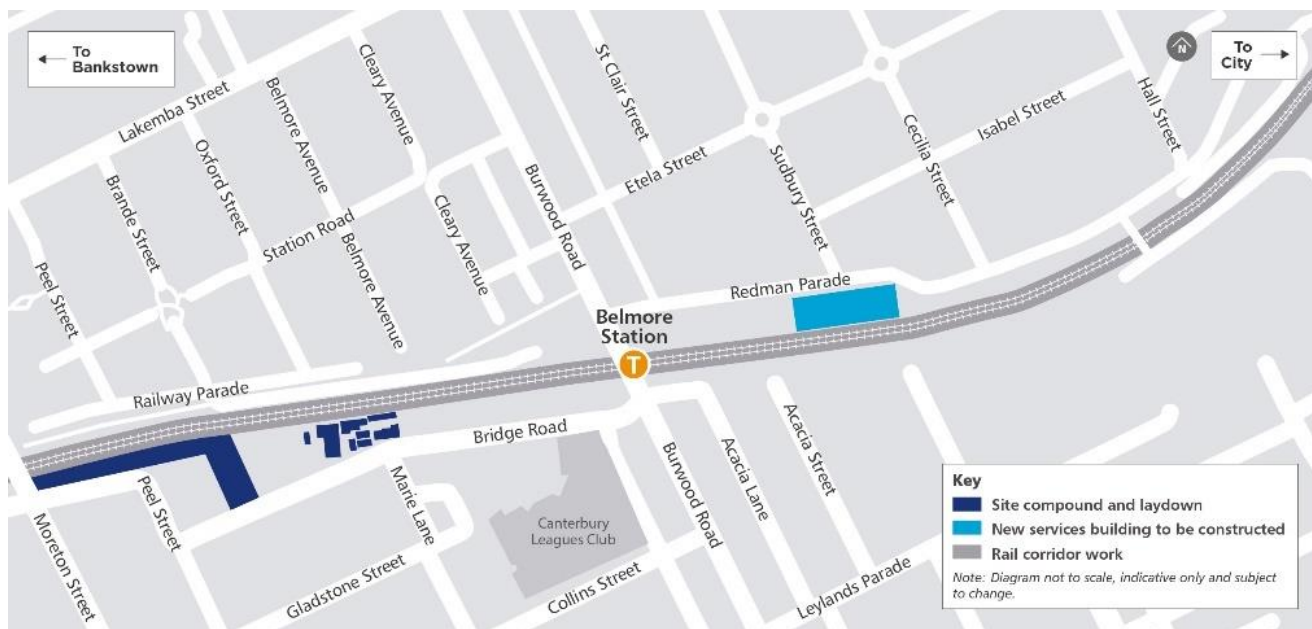 To
Bankstown
N
To
City
Lakemba Street
Belmore Avenue
Cleary Avenue
St Clair Street
Hall Street
Isabel Street
Cecilia Street
Oxford Street
Brande Street
Etela Street
Sudbury Street
Burwood Road
Station Road
Cleary Avenue
Belmore Avenue
Peel Street
Redman Parade
Belmore
Station
T
Railway Parade
Bridge Road
Acacia Street
Acacia Lane
Burwood Road
Marie Lane
Peel Street
Moreton Street
Canterbury
Leagues Club
Gladstone Street
Collins Street
Leylands Parade
Key
Site compound and laydown
New services building to be constructed
Rail corridor work
Note: Diagram not to scale, indicative only and subject
to change.